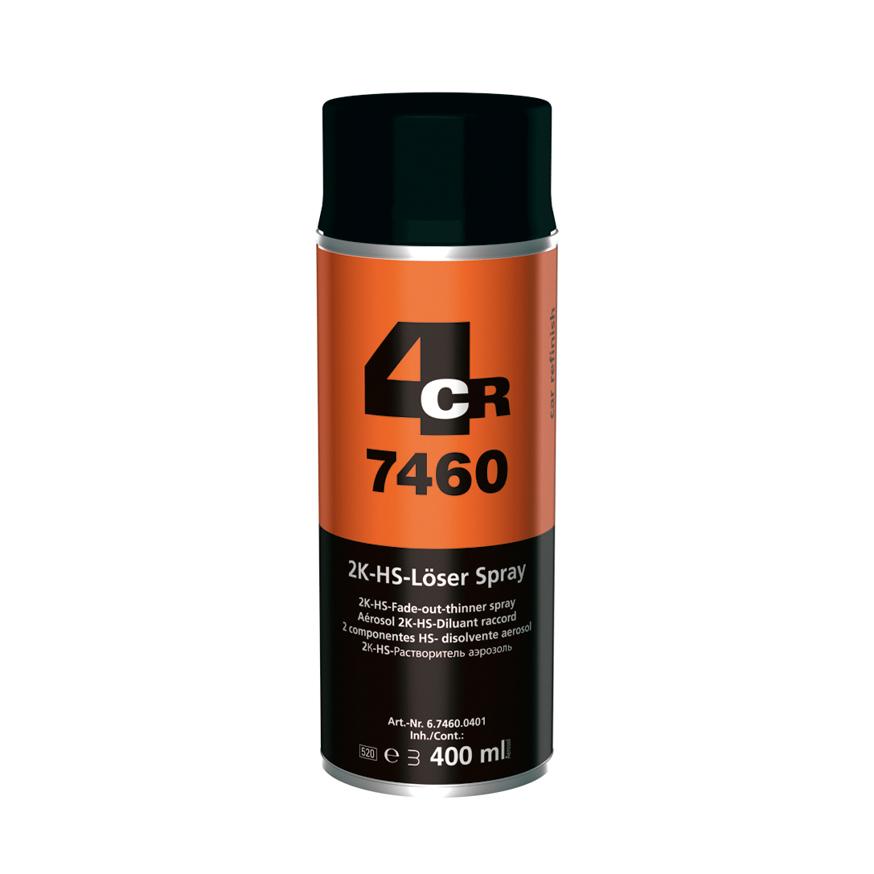 4CR
car refinish
7460
2K-HS-Löser Spray
2K-HS-Fade-out-thinner spray
Aérosol 2K-HS-Diluant raccord
2 componentes HS- disolvente aerosol
2K-HS-Растворитель аэрозоль
Art.-Nr. 6.7460.0401
Inh./Cont.:
520 ℮ 3 400 ml
Aerosol